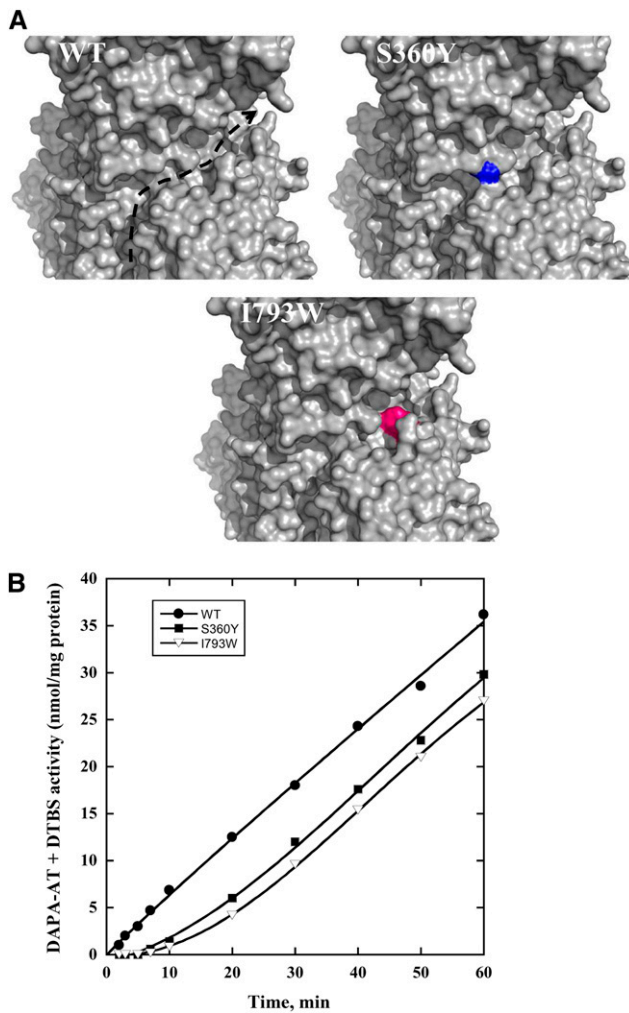 A
WT
S360Y
I793W
B
DAPA-AT + DTBS activity (nmol/mg protein)
40
35
30
25
20
15
10
5
0
WT
S360Y
I793W
0 10 20 30 40 50 60
Time, min